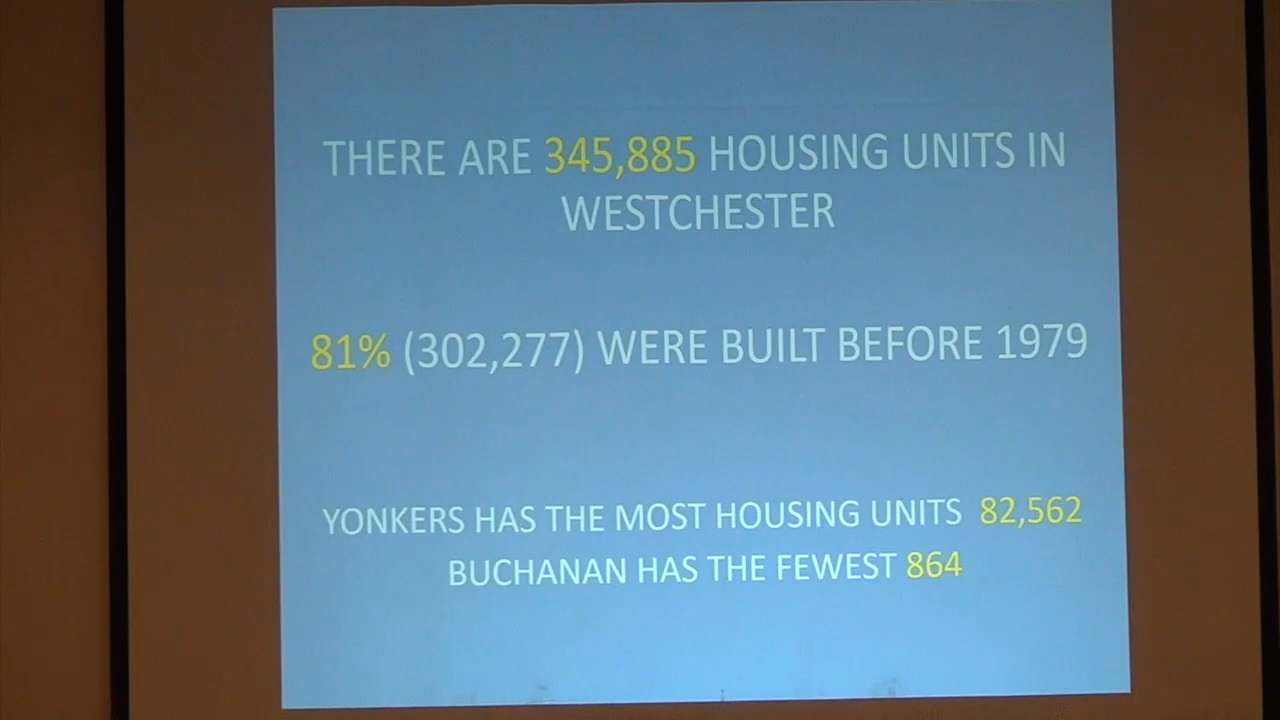 THERE ARE 345,885 HOUSING UNITS IN
WESTCHESTER
81% (302,277) WERE BUILT BEFORE 1979
YONKERS HAS THE MOST HOUSING UNITS 82,562
BUCHANAN HAS THE FEWEST 864